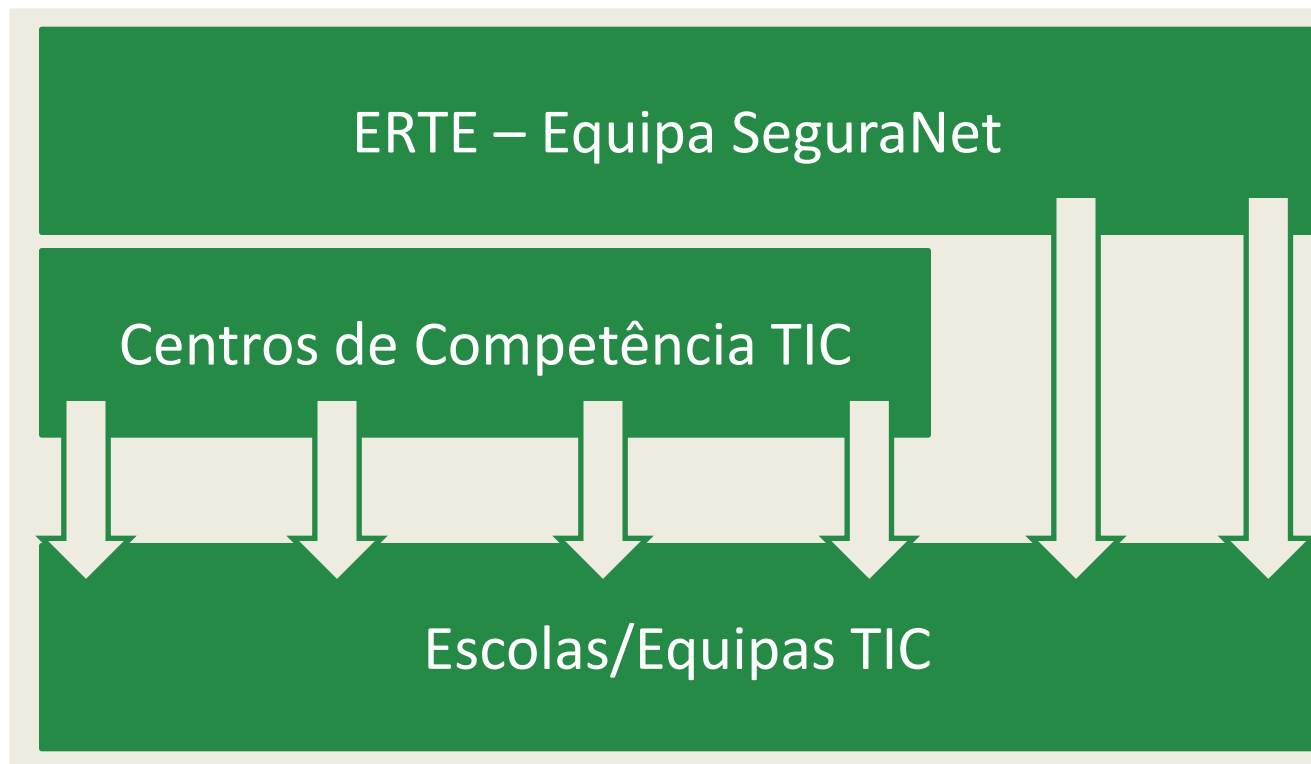 ERTE – Equipa SeguraNet
Centros de Competência TIC
Escolas/Equipas TIC